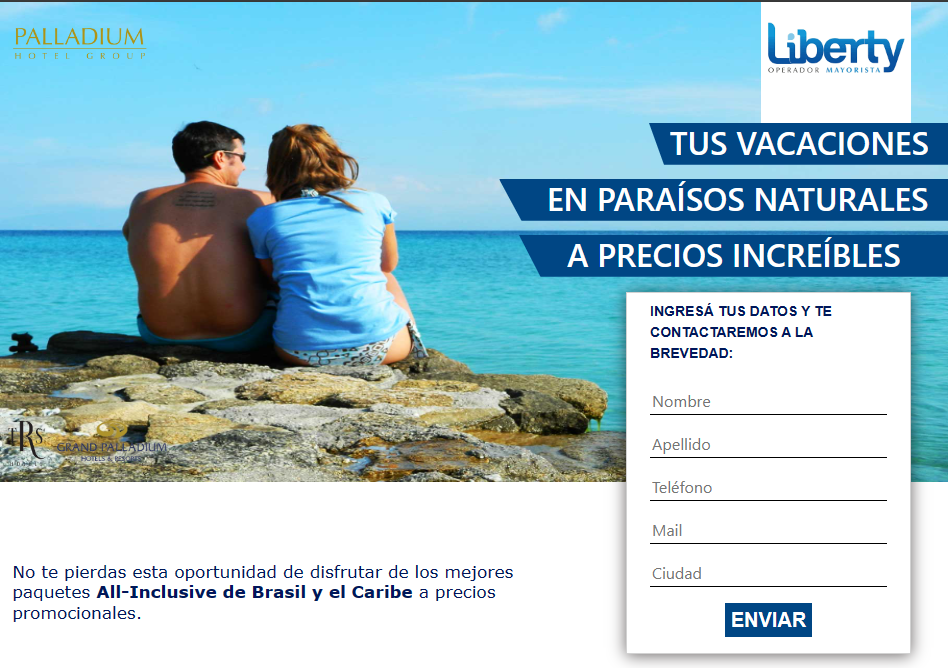 PALLADIUM
HOTEL GROUP
Liberty
OPERADOR MAYORISTA
TUS VACACIONES
EN PARAÍSOS NATURALES
A PRECIOS INCREÍBLES
INGRESÁ TUS DATOS Y TE
CONTACTAREMOS A LA
BREVEDAD:
Nombre
Apellido
Teléfono
Mail
Ciudad
ENVIAR
TRS
GRAND PALLADIUM
HOTELS & RESORTS
No te pierdas esta oportunidad de disfrutar de los mejores
paquetes All-Inclusive de Brasil y el Caribe a precios
promocionales.